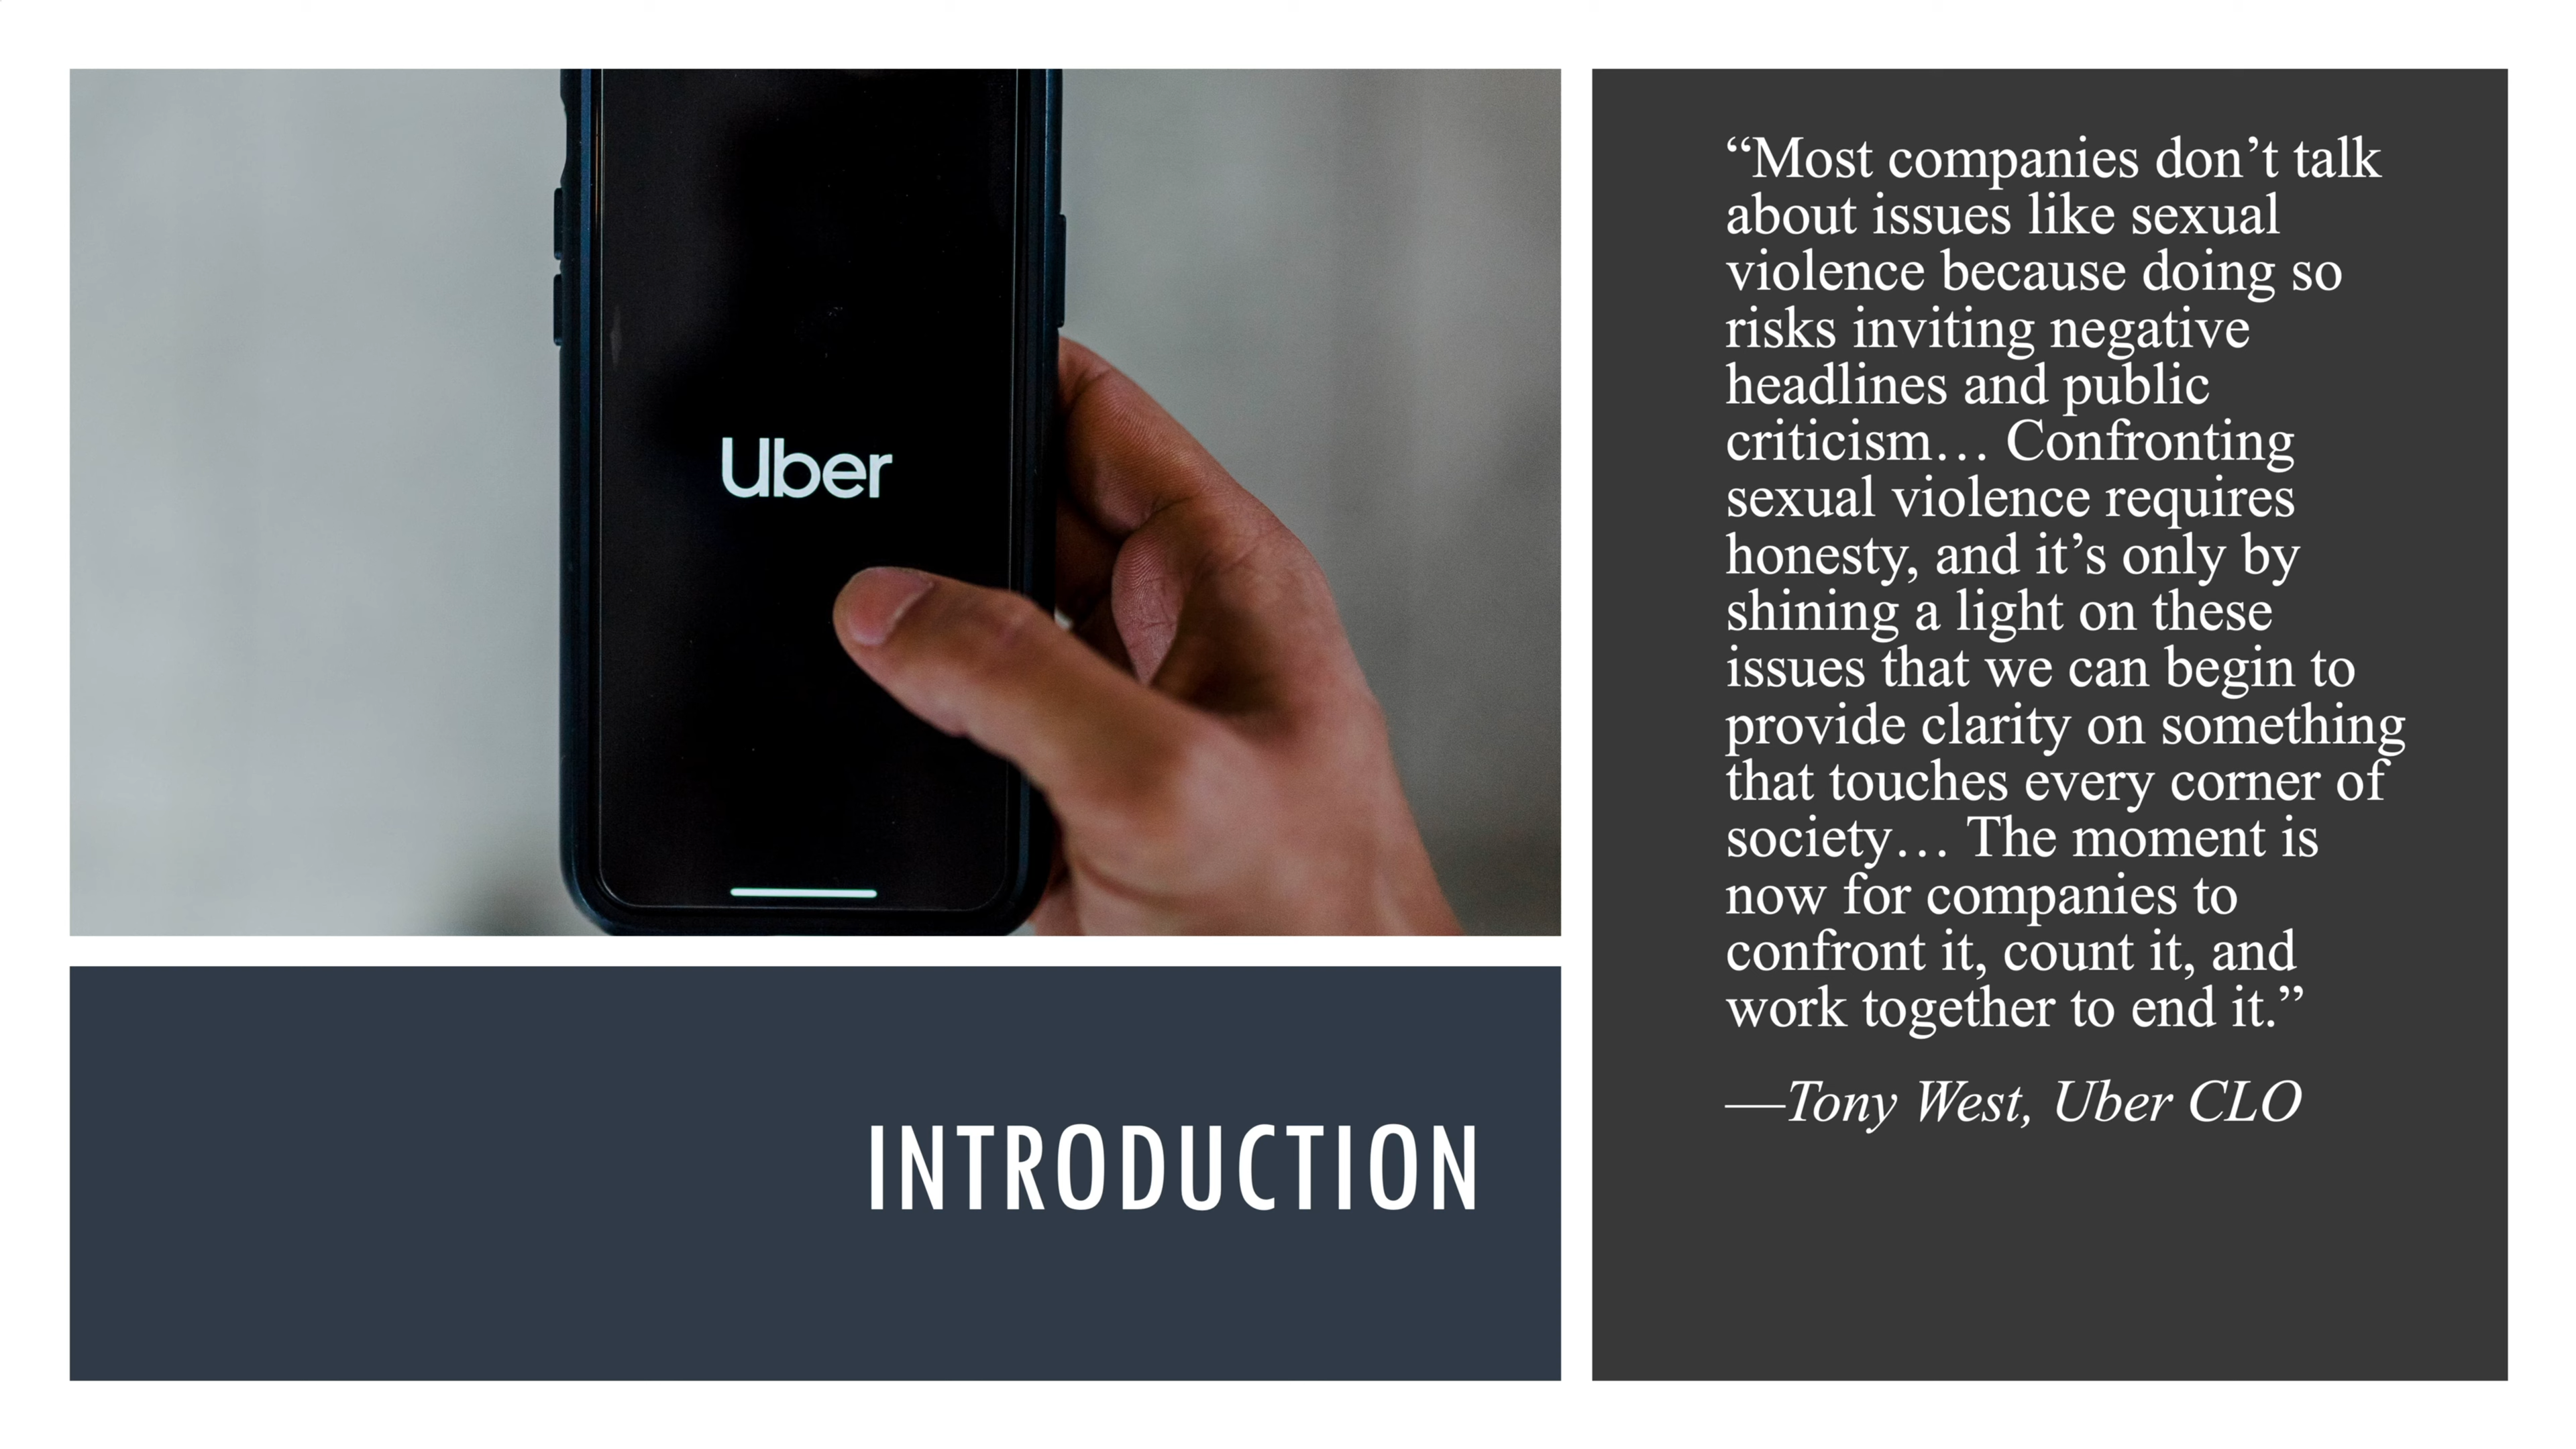 Uber
INTRODUCTION
“Most companies don’t talk
about issues like sexual
violence because doing so
risks inviting negative
headlines and public
criticism… Confronting
sexual violence requires
honesty, and it’s only by
shining a light on these
issues that we can begin to
provide clarity on something
that touches every corner of
society… The moment is
now for companies to
confront it, count it, and
work together to end it.”
—Tony West, Uber CLO